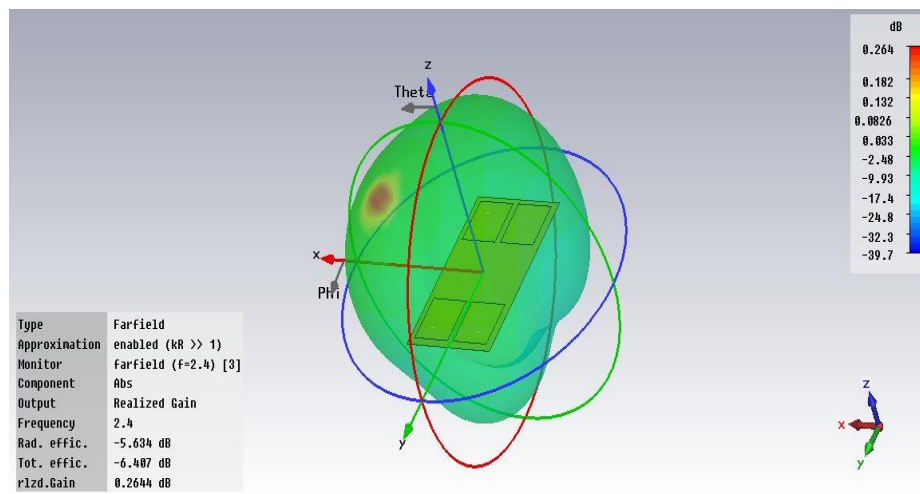 dB
0.264
0.182
0.132
0.0826
0.033
-2.48
-9.93
-17.4
-24.8
-32.3
-39.7
z
Theta
x
Phi
y
Type Farfield
Approximation enabled (kR >> 1)
Monitor farfield (f=2.4) [3]
Component Abs
Output Realized Gain
Frequency 2.4
Rad. effic. -5.634 dB
Tot. effic. -6.407 dB
rlzd.Gain 0.2644 dB
z
x
y